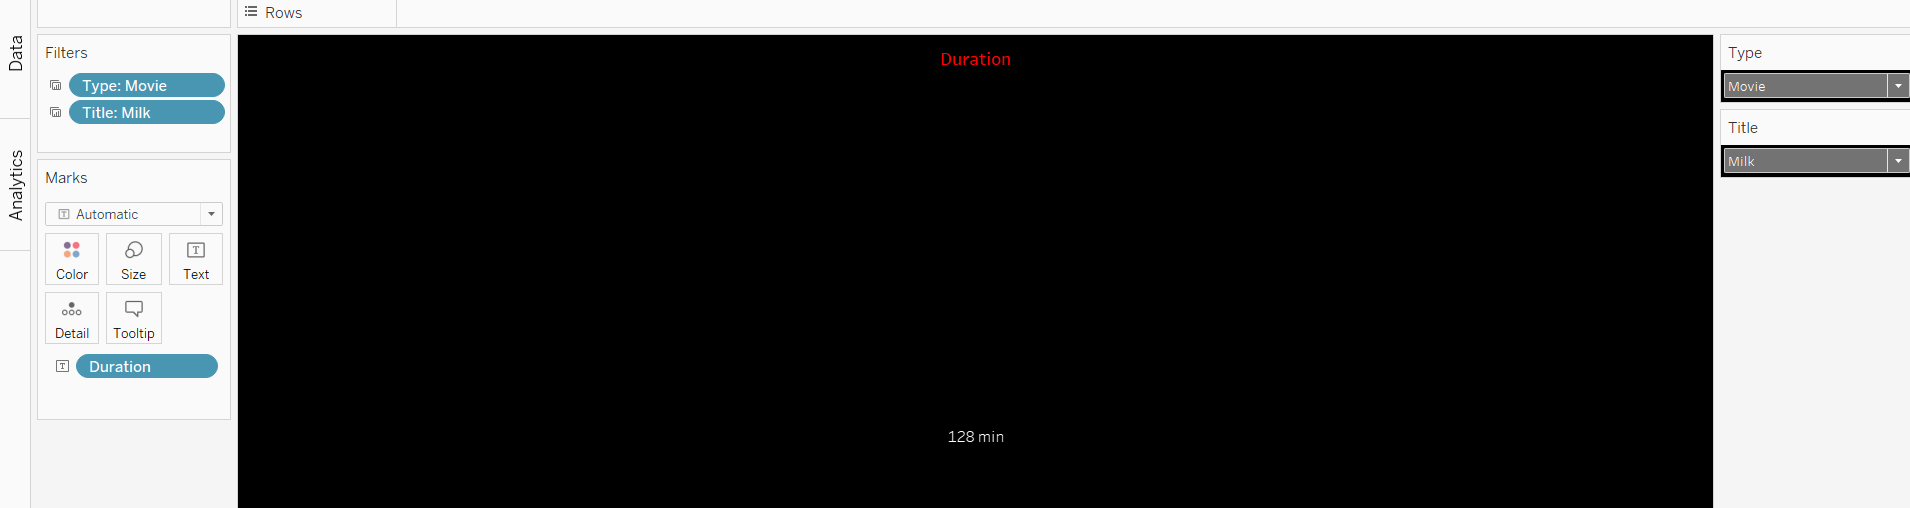 Rows
Data
Analytics
Filters
Type: Movie
Title: Milk
Marks
Automatic
Color
Size
Text
Detail
Tooltip
Duration
Duration
128 min
Type
Movie
Title
Milk